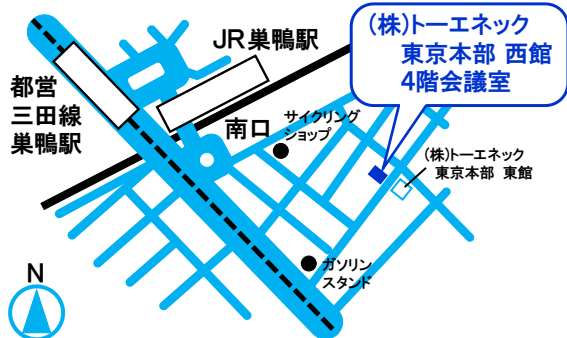 (株)トーエネック
東京本部 西館
4階会議室
JR巣鴨駅
都営
三田線
巣鴨駅
南口
サイクリング
ショップ
(株)トーエネック
東京本部 東館
ガソリン
スタンド
N